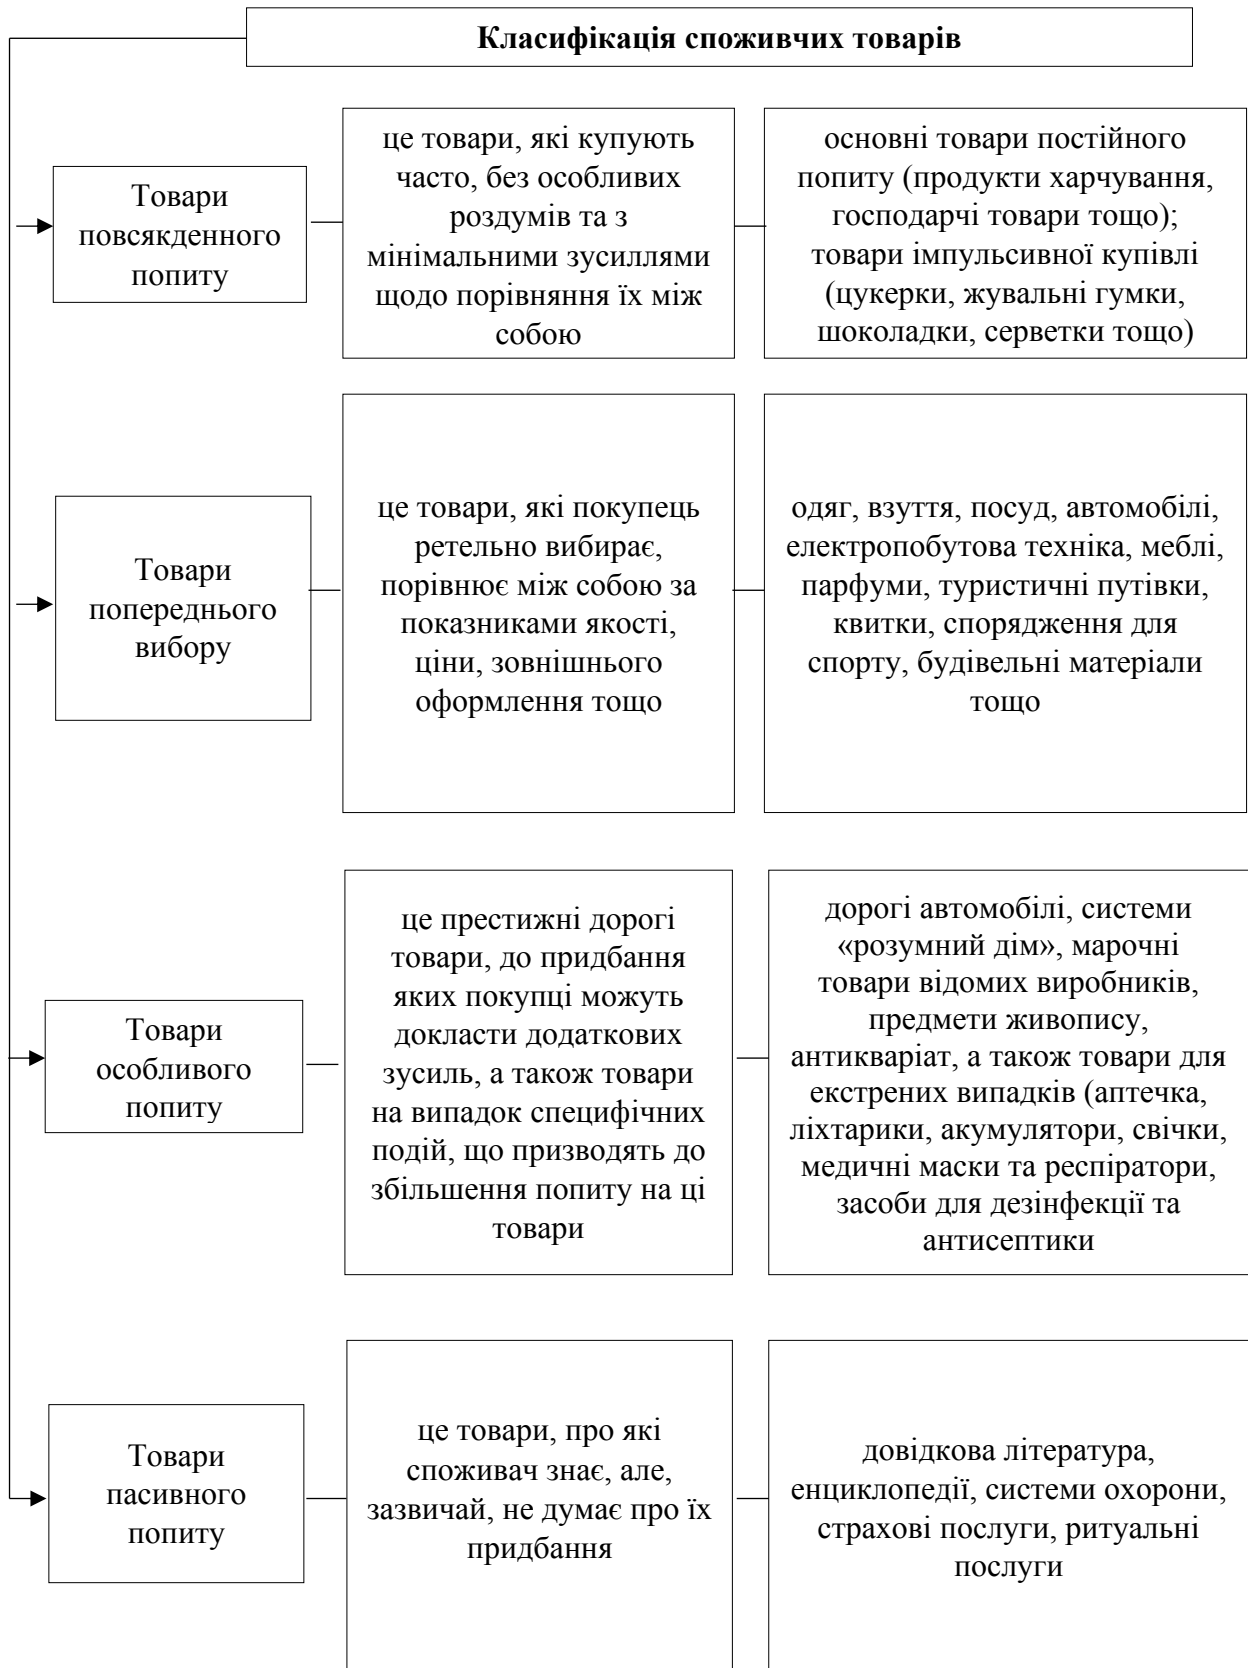 Класифікація споживчих товарів
Товари
повсякденного
попиту
це товари, які купують
часто, без особливих
роздумів та з
мінімальними зусиллями
щодо порівняння їх між
собою
основні товари постійного
попиту (продукти харчування,
господарчі товари тощо);
товари імпульсивної купівлі
(цукерки, жувальні гумки,
шоколадки, серветки тощо)
Товари
попереднього
вибору
це товари, які покупець
ретельно вибирає,
порівнює між собою за
показниками якості,
ціни, зовнішнього
оформлення тощо
одяг, взуття, посуд, автомобілі,
електропобутова техніка, меблі,
парфуми, туристичні путівки,
квитки, спорядження для
спорту, будівельні матеріали
тощо
Товари
особливого
попиту
це престижні дорогі
товари, до придбання
яких покупці можуть
докласти додаткових
зусиль, а також товари
на випадок специфічних
подій, що призводять до
збільшення попиту на ці
товари
дорогі автомобілі, системи
«розумний дім», марочні
товари відомих виробників,
предмети живопису,
антикваріат, а також товари для
екстрених випадків (аптечка,
ліхтарики, акумулятори, свічки,
медичні маски та респіратори,
засоби для дезінфекції та
антисептики
Товари
пасивного
попиту
це товари, про які
споживач знає, але,
зазвичай, не думає про їх
придбання
довідкова література,
енциклопедії, системи охорони,
страхові послуги, ритуальні
послуги